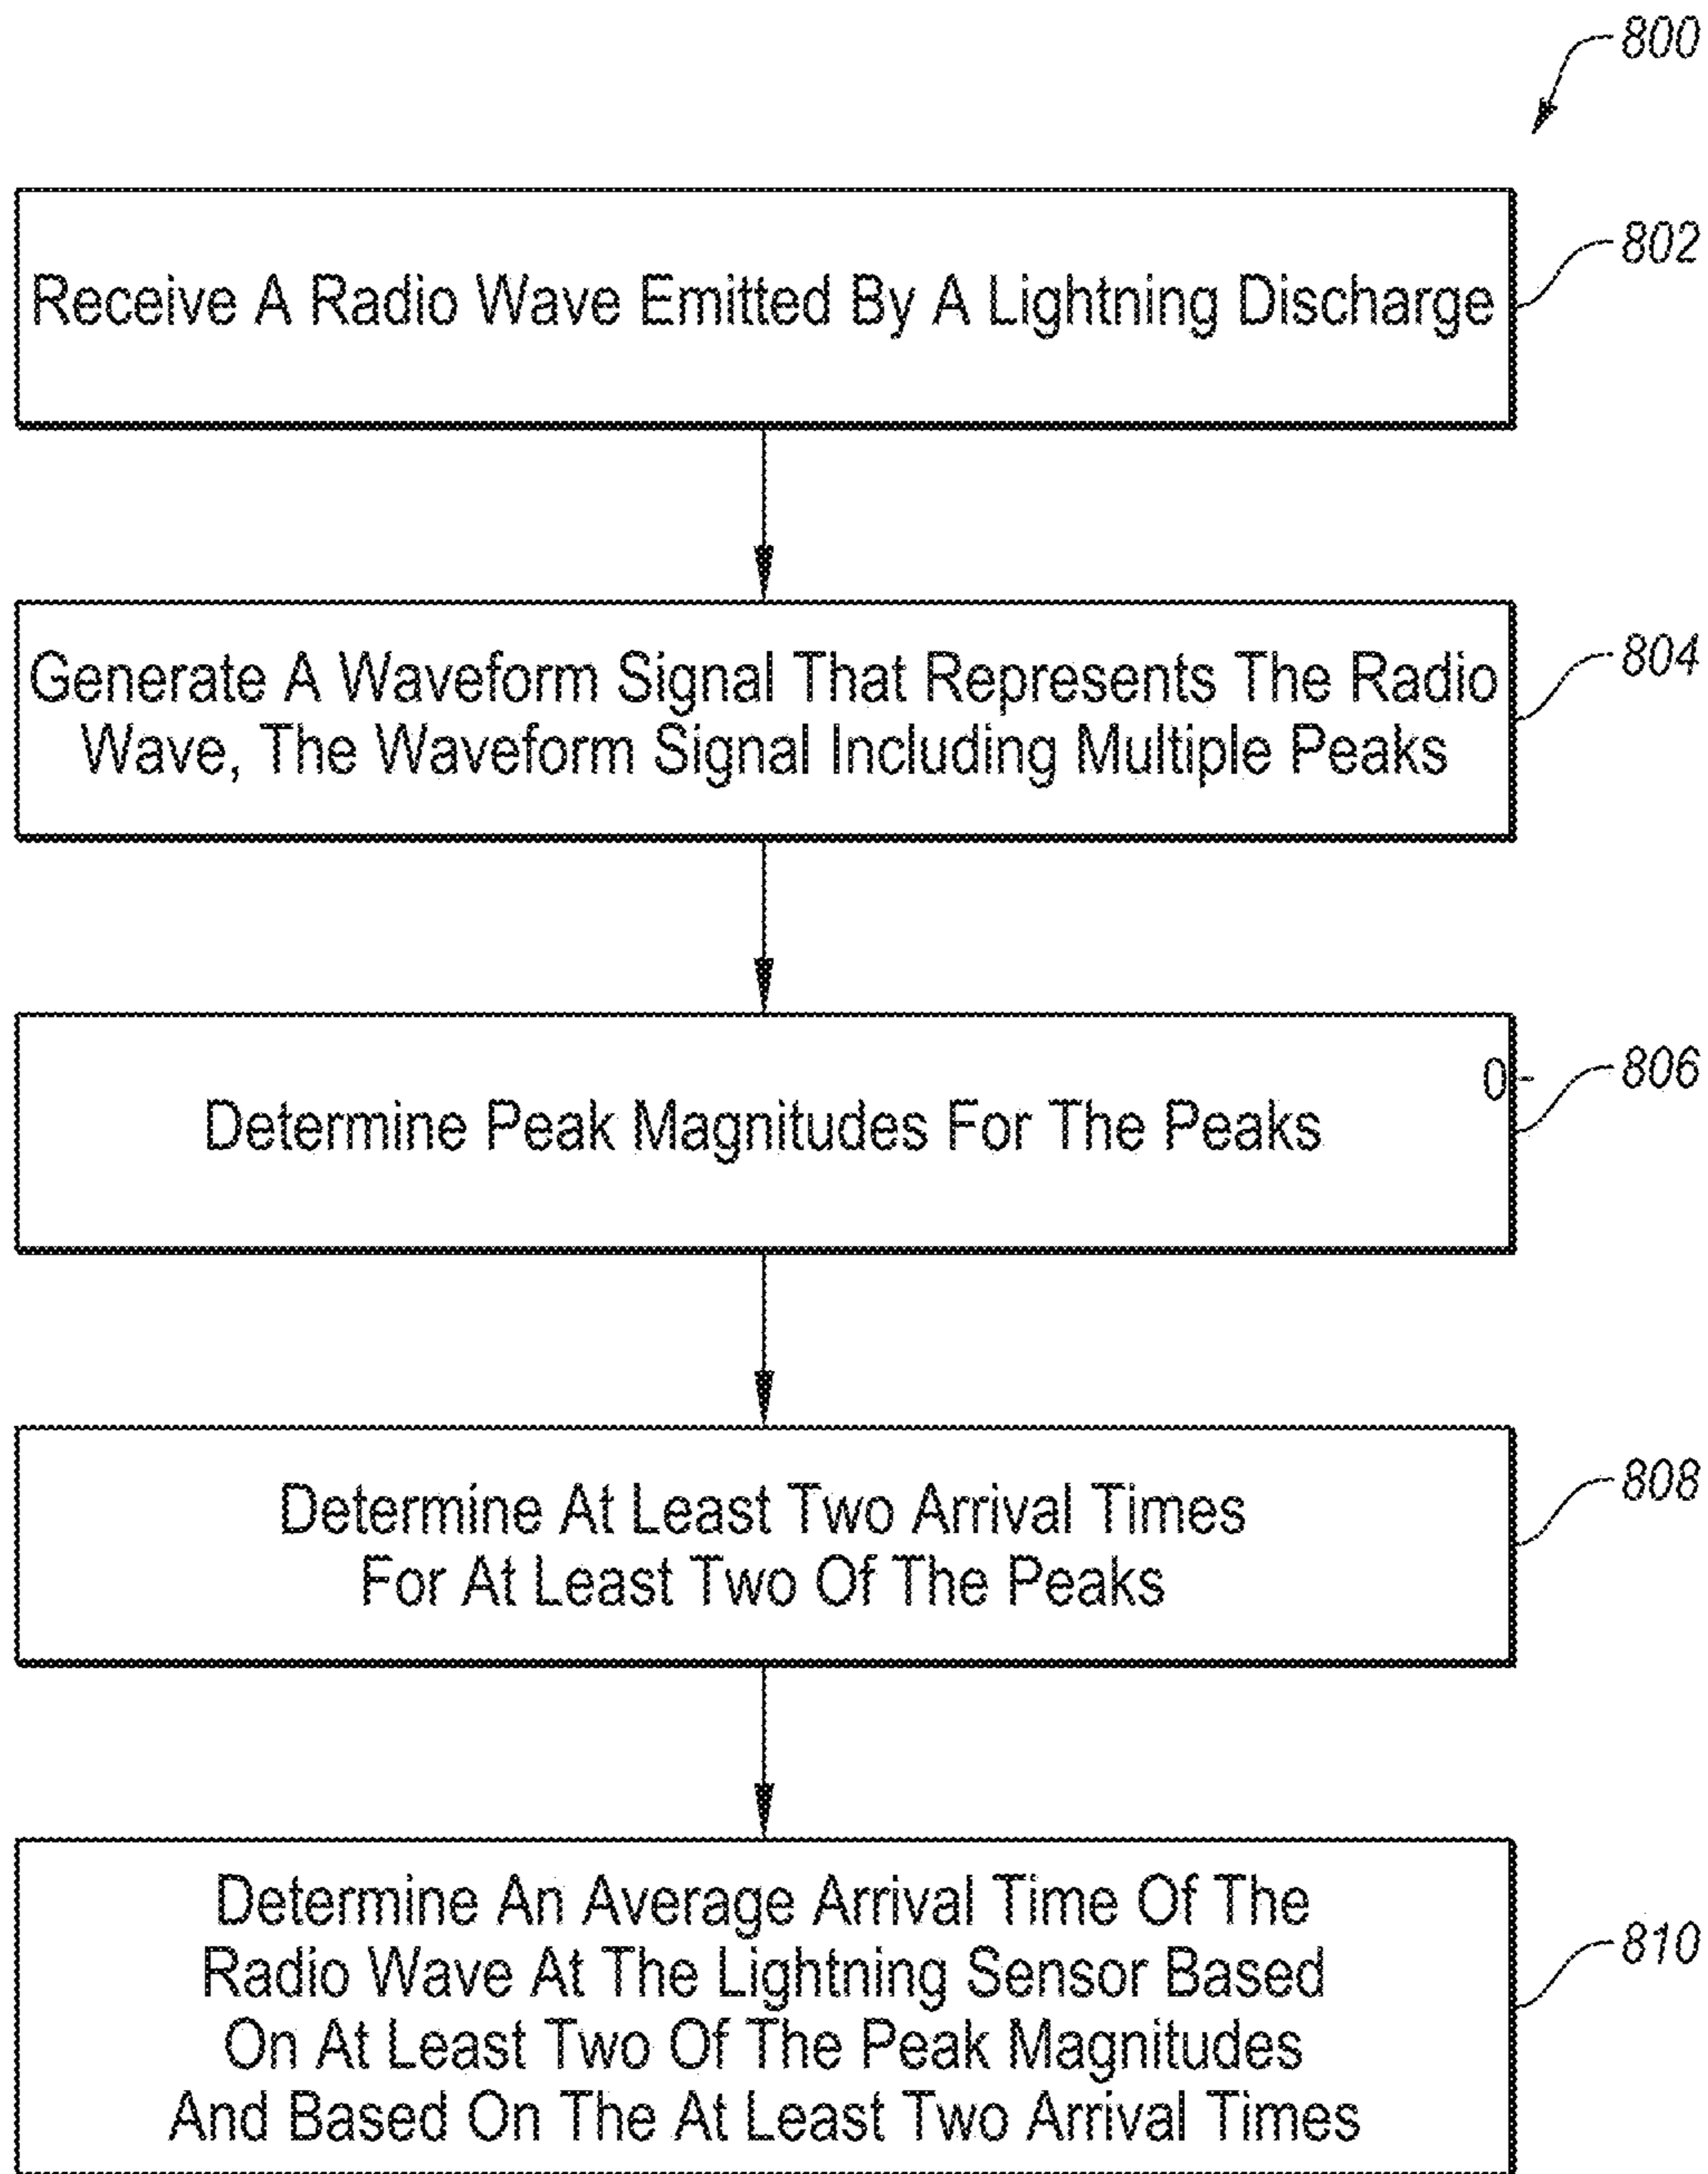 800
802
Receive A Radio Wave Emitted By A Lightning Discharge
804
Generate A Waveform Signal That Represents The Radio
Wave, The Waveform Signal Including Multiple Peaks
0
806
Determine Peak Magnitudes For The Peaks
808
Determine At Least Two Arrival Times
For At Least Two Of The Peaks
810
Determine An Average Arrival Time Of The
Radio Wave At The Lightning Sensor Based
On At Least Two Of The Peak Magnitudes
And Based On The At Least Two Arrival Times